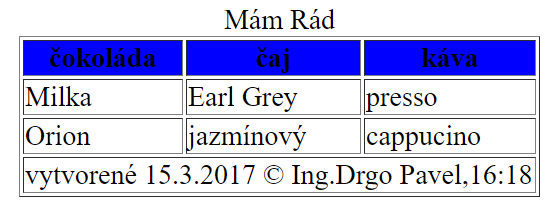 Mám Rád
čokoláda čaj káva
Milka Earl Grey presso
Orion jazmínový cappucino
vytvorené 15.3.2017 © Ing.Drgo Pavel,16:18